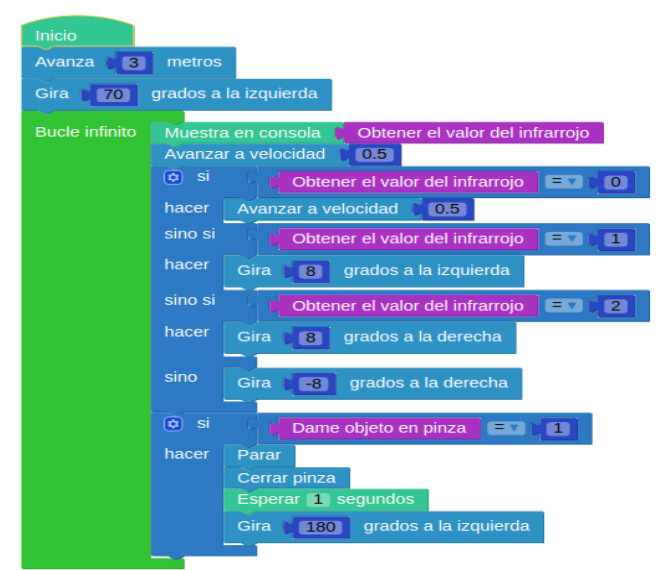 Inicio
Avanza 3 metros
Gira 70 grados a la izquierda
Bucle infinito Muestra en consola Obtener el valor del infrarrojo
Avanzar a velocidad 0.5
si Obtener el valor del infrarrojo = 0
hacer Avanzar a velocidad 0.5
sino si Obtener el valor del infrarrojo = 1
hacer Gira 8 grados a la izquierda
sino si Obtener el valor del infrarrojo = 2
hacer Gira 8 grados a la derecha
sino Gira -8 grados a la derecha
si Dame objeto en pinza = 1
hacer Parar
Cerrar pinza
Esperar 1 segundos
Gira 180 grados a la izquierda